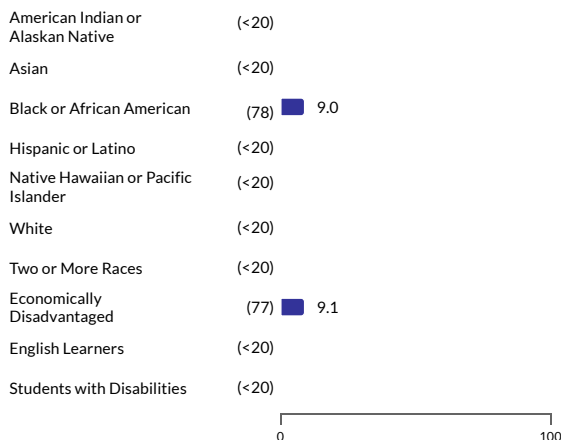 American Indian or
Alaskan Native (<20)
Asian (<20)
Black or African American (78) 9.0
Hispanic or Latino (<20)
Native Hawaiian or Pacific
Islander (<20)
White (<20)
Two or More Races (<20)
Economically
Disadvantaged (77) 9.1
English Learners (<20)
Students with Disabilities (<20)
0 100